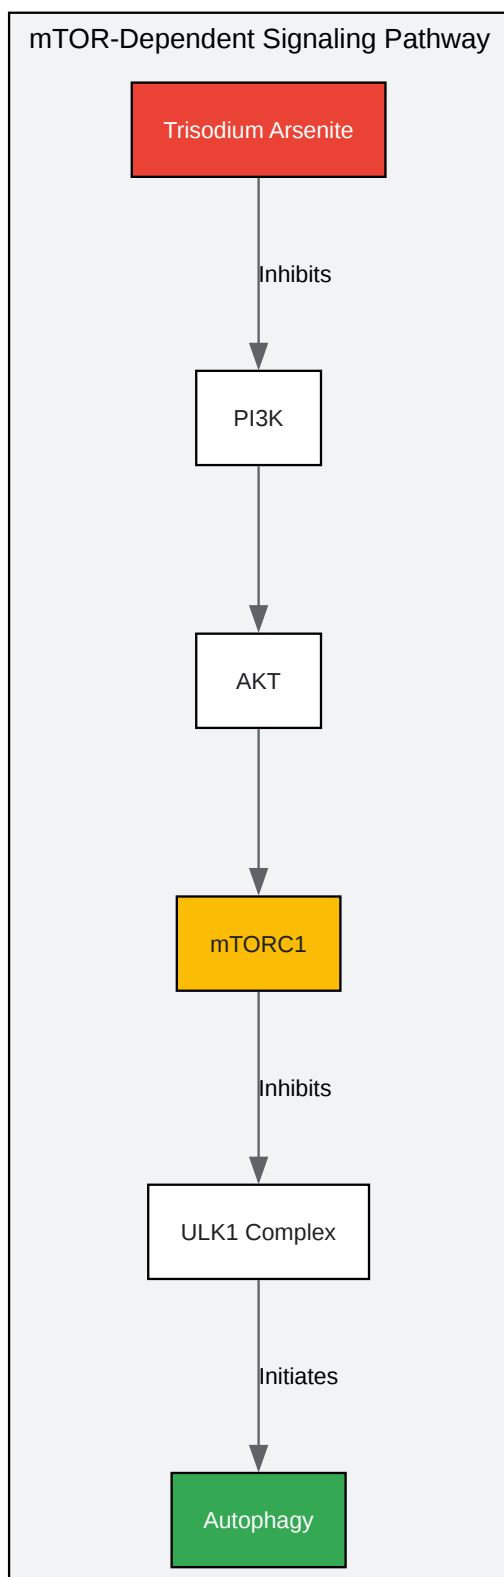 mTOR-Dependent Signaling Pathway
Trisodium Arsenite
Inhibits
PI3K
AKT
mTORC1
Inhibits
ULK1 Complex
Initiates
Autophagy